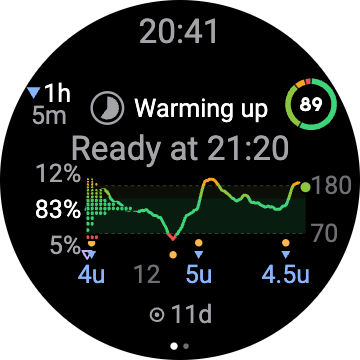 20:41
1h
5m
Warming up
89
Ready at 21:20
12%
83%
5%
180
70
4u
12
5u
4.5u
11d